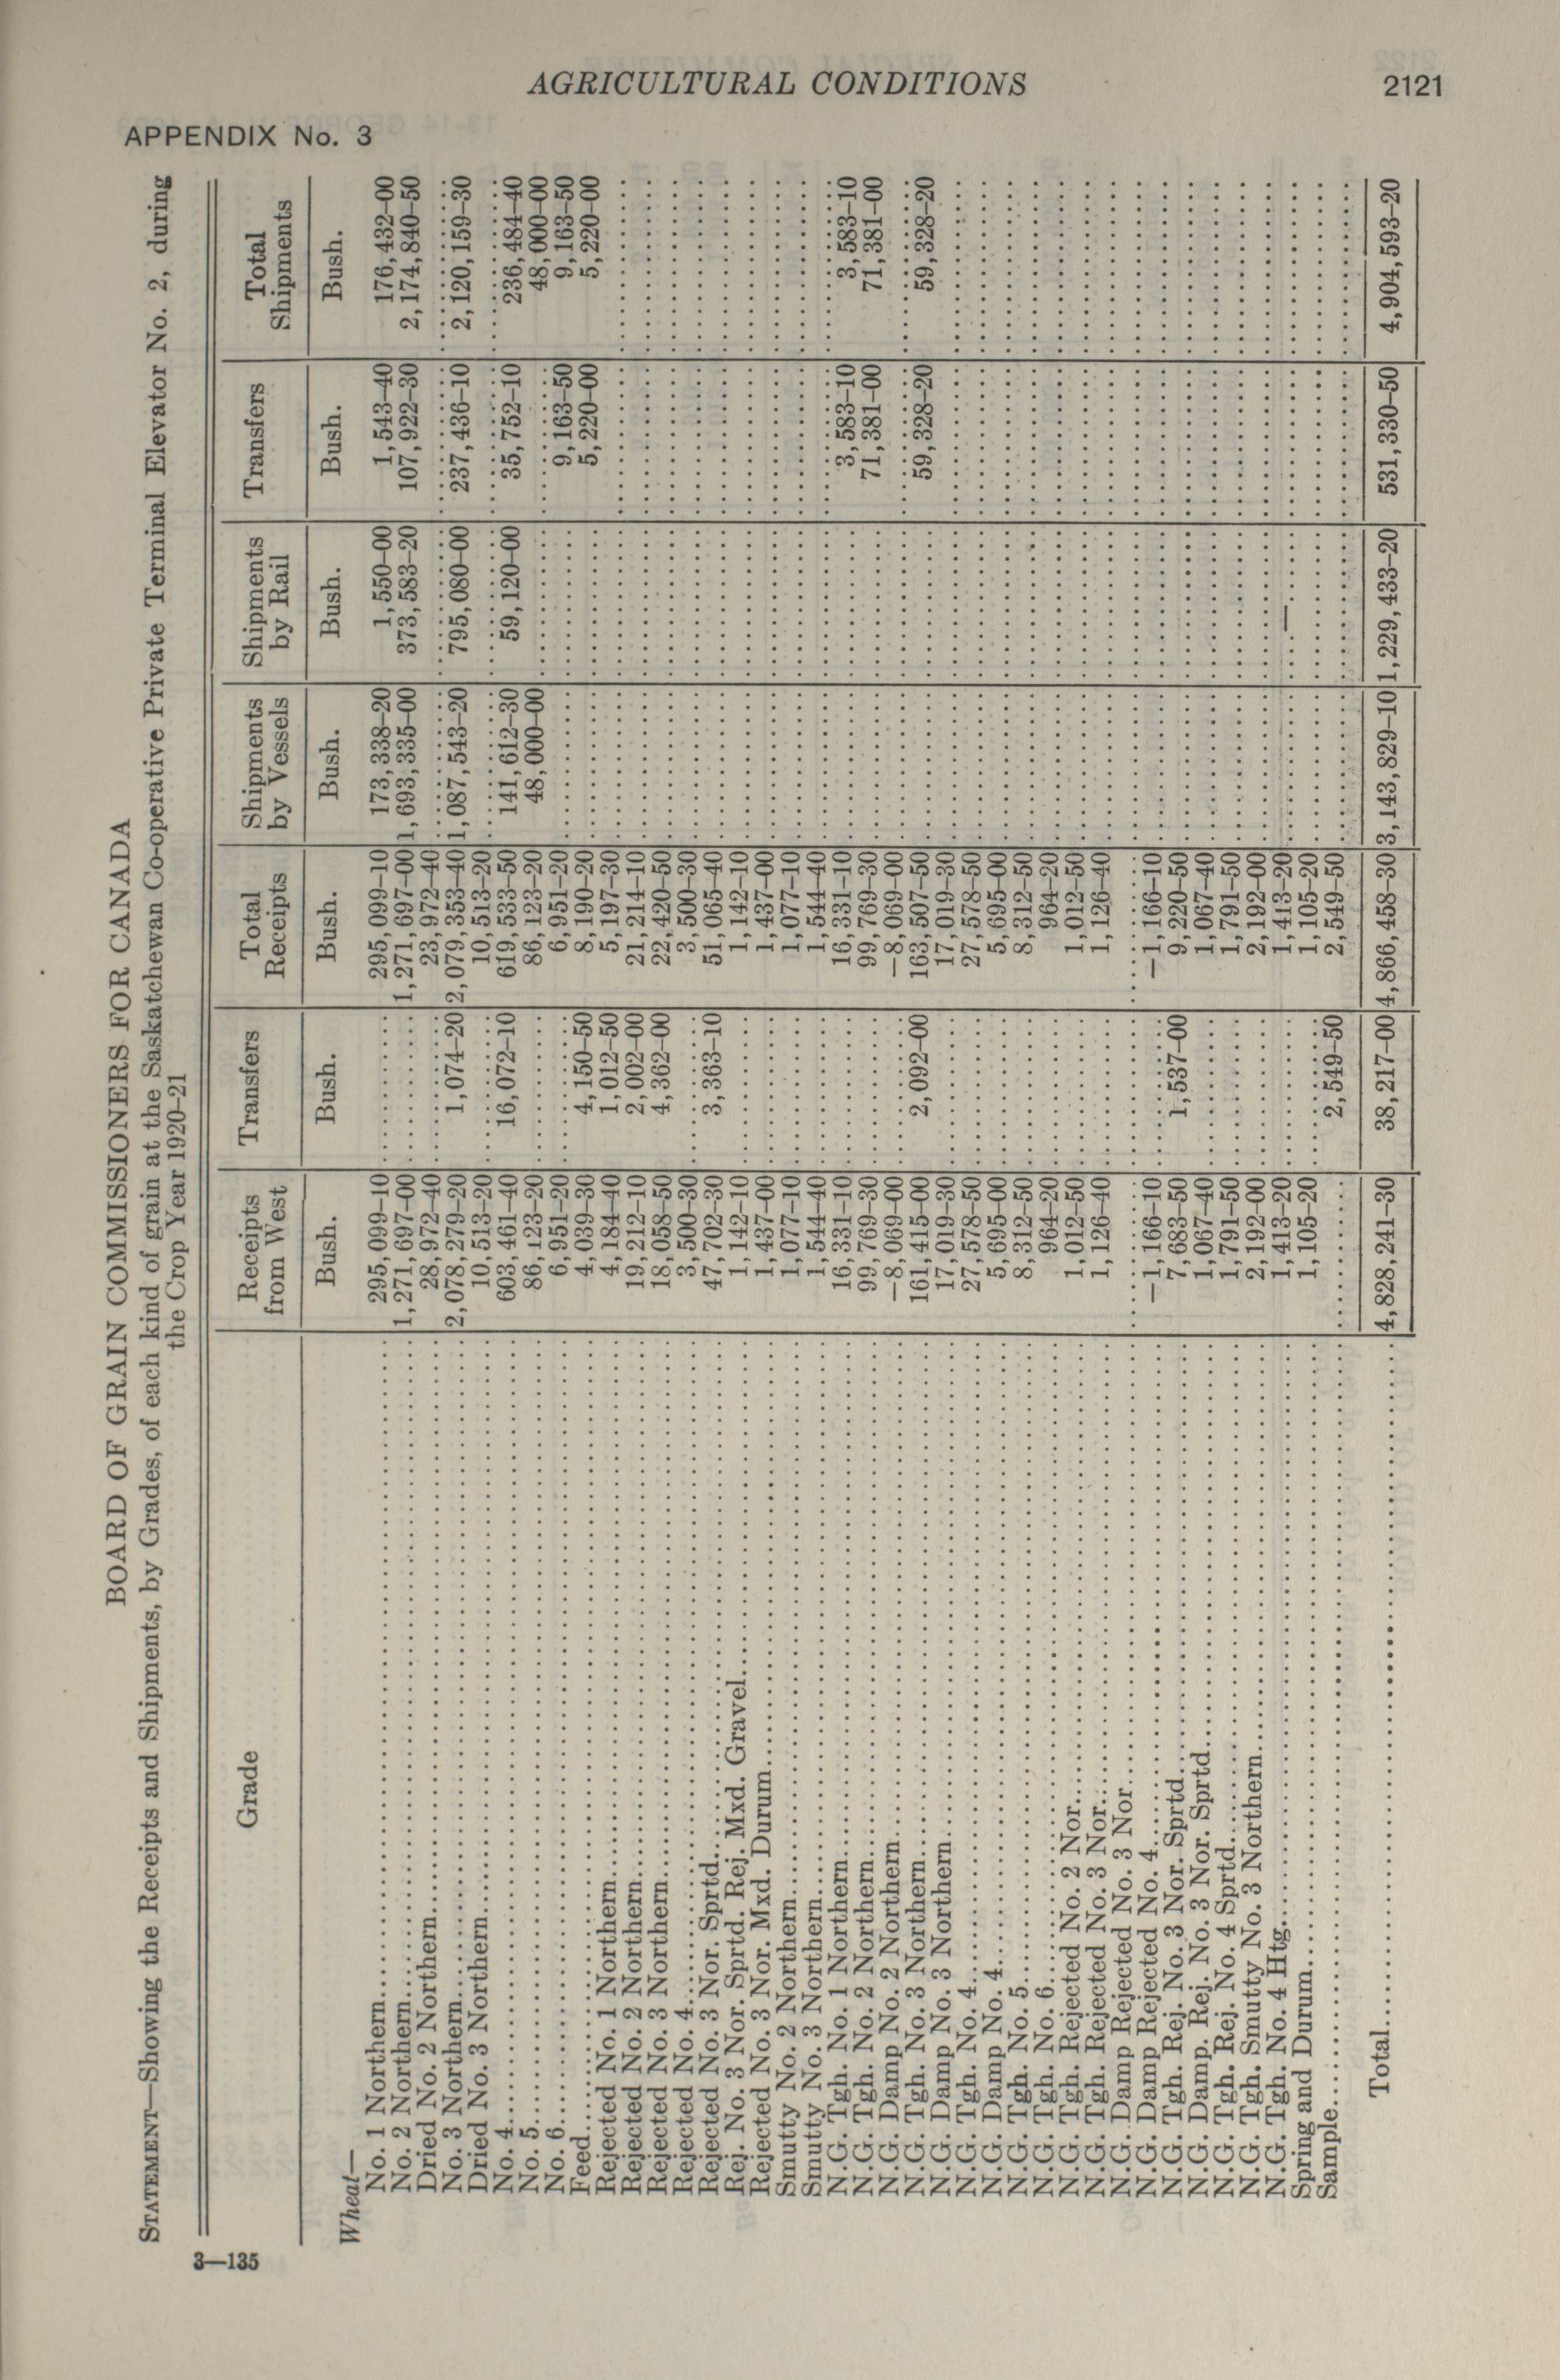 AGRICULTURAL CONDITIONS 2121
APPENDIX No. 3
BOARD OF GRAIN COMMISSIONERS FOR CANADA
STATEMENT—Showing the Receipts and Shipments, by Grades, of each kind of grain at the Saskatchewan Co-operative Private Terminal Elevator No. 2, during
the Crop Year 1920-21
Grade | Receipts from West | Transfers | Total Receipts | Shipments by Vessels | Shipments by Rail | Transfers | Total Shipments
Bush. Bush. Bush. Bush. Bush. Bush. Bush.
Wheat—
No. 1 Northern 295,099-10 ... 295,099-10 173,338-20 1,550-00 1,543-40 176,432-00
No. 2 Northern 1,271,697-00 ... 1,271,697-00 1,693,335-00 373,583-20 107,922-30 2,174,840-50
Dried No. 2 Northern 28,972-40 ... 23,972-40 ... ... ... ...
No. 3 Northern 2,078,279-20 1,074-20 2,079,353-40 1,087,543-20 795,080-00 237,436-10 2,120,159-30
Dried No. 3 Northern 10,513-20 ... 10,513-20 ... ... ... ...
No. 4 603,461-40 16,072-10 619,533-50 141,612-30 59,120-00 35,752-10 236,484-40
No. 5 86,123-20 ... 86,123-20 48,000-00 ... ... 48,000-00
No. 6 6,951-20 ... 6,951-20 ... ... 9,163-50 9,163-50
Feed 4,039-30 4,150-50 8,190-20 ... ... 5,220-00 5,220-00
Rejected No. 1 Northern 4,184-40 1,012-50 5,197-30 ... ... ... ...
Rejected No. 2 Northern 19,212-10 2,002-00 21,214-10 ... ... ... ...
Rejected No. 3 Northern 18,058-50 4,362-00 22,420-50 ... ... ... ...
Rejected No. 4 3,500-30 ... 3,500-30 ... ... ... ...
Rejected No. 3 Nor. Sprtd. 47,702-30 3,363-10 51,065-40 ... ... ... ...
Rej. No. 3 Nor. Sprtd. Rej. Mxd. Gravel 1,142-10 ... 1,142-10 ... ... ... ...
Rejected No. 3 Nor. Mxd. Durum 1,437-00 ... 1,437-00 ... ... ... ...
Smutty No. 2 Northern 1,077-10 ... 1,077-10 ... ... ... ...
Smutty No. 3 Northern 1,544-40 ... 1,544-40 ... ... ... ...
N.G. Tgh. No. 1 Northern 16,331-10 ... 16,331-10 ... ... 3,583-10 3,583-10
N.G. Tgh. No. 2 Northern 99,769-30 ... 99,769-30 ... ... 71,381-00 71,381-00
N.G. Damp No. 2 Northern —8,069-00 ... —8,069-00 ... ... ... ...
N.G. Tgh. No. 3 Northern 161,415-00 2,092-00 163,507-50 ... ... 59,328-20 59,328-20
N.G. Damp No. 3 Northern 17,019-30 ... 17,019-30 ... ... ... ...
N.G. Tgh. No. 4 27,578-50 ... 27,578-50 ... ... ... ...
N.G. Damp No. 4 5,695-00 ... 5,695-00 ... ... ... ...
N.G. Tgh. No. 5 8,312-50 ... 8,312-50 ... ... ... ...
N.G. Tgh. No. 6 964-20 ... 964-20 ... ... ... ...
N.G. Tgh. Rejected No. 2 Nor. 1,012-50 ... 1,012-50 ... ... ... ...
N.G. Tgh. Rejected No. 3 Nor. 1,126-40 ... 1,126-40 ... ... ... ...
N.G. Damp Rejected No. 3 Nor. ... ... ... ... ... ... ...
N.G. Damp Rejected No. 4 —1,166-10 ... —1,166-10 ... ... ... ...
N.G. Tgh. Rej. No. 3 Nor. Sprtd. 7,683-50 1,537-00 9,220-50 ... ... ... ...
N.G. Damp. Rej. No. 3 Nor. Sprtd. 1,067-40 ... 1,067-40 ... ... ... ...
N.G. Tgh. Rej. No. 4 Sprtd. 1,791-50 ... 1,791-50 ... ... ... ...
N.G. Tgh. Smutty No. 3 Northern 2,192-00 ... 2,192-00 ... ... ... ...
N.G. Tgh. No. 4 Htg. 1,413-20 ... 1,413-20 ... ... ... ...
Spring and Durum 1,105-20 ... 1,105-20 ... ... ... ...
Sample ... 2,549-50 2,549-50 ... ... ... ...
Total 4,828,241-30 38,217-00 4,866,458-30 3,143,829-10 1,229,433-20 531,330-50 4,904,593-20
3—135